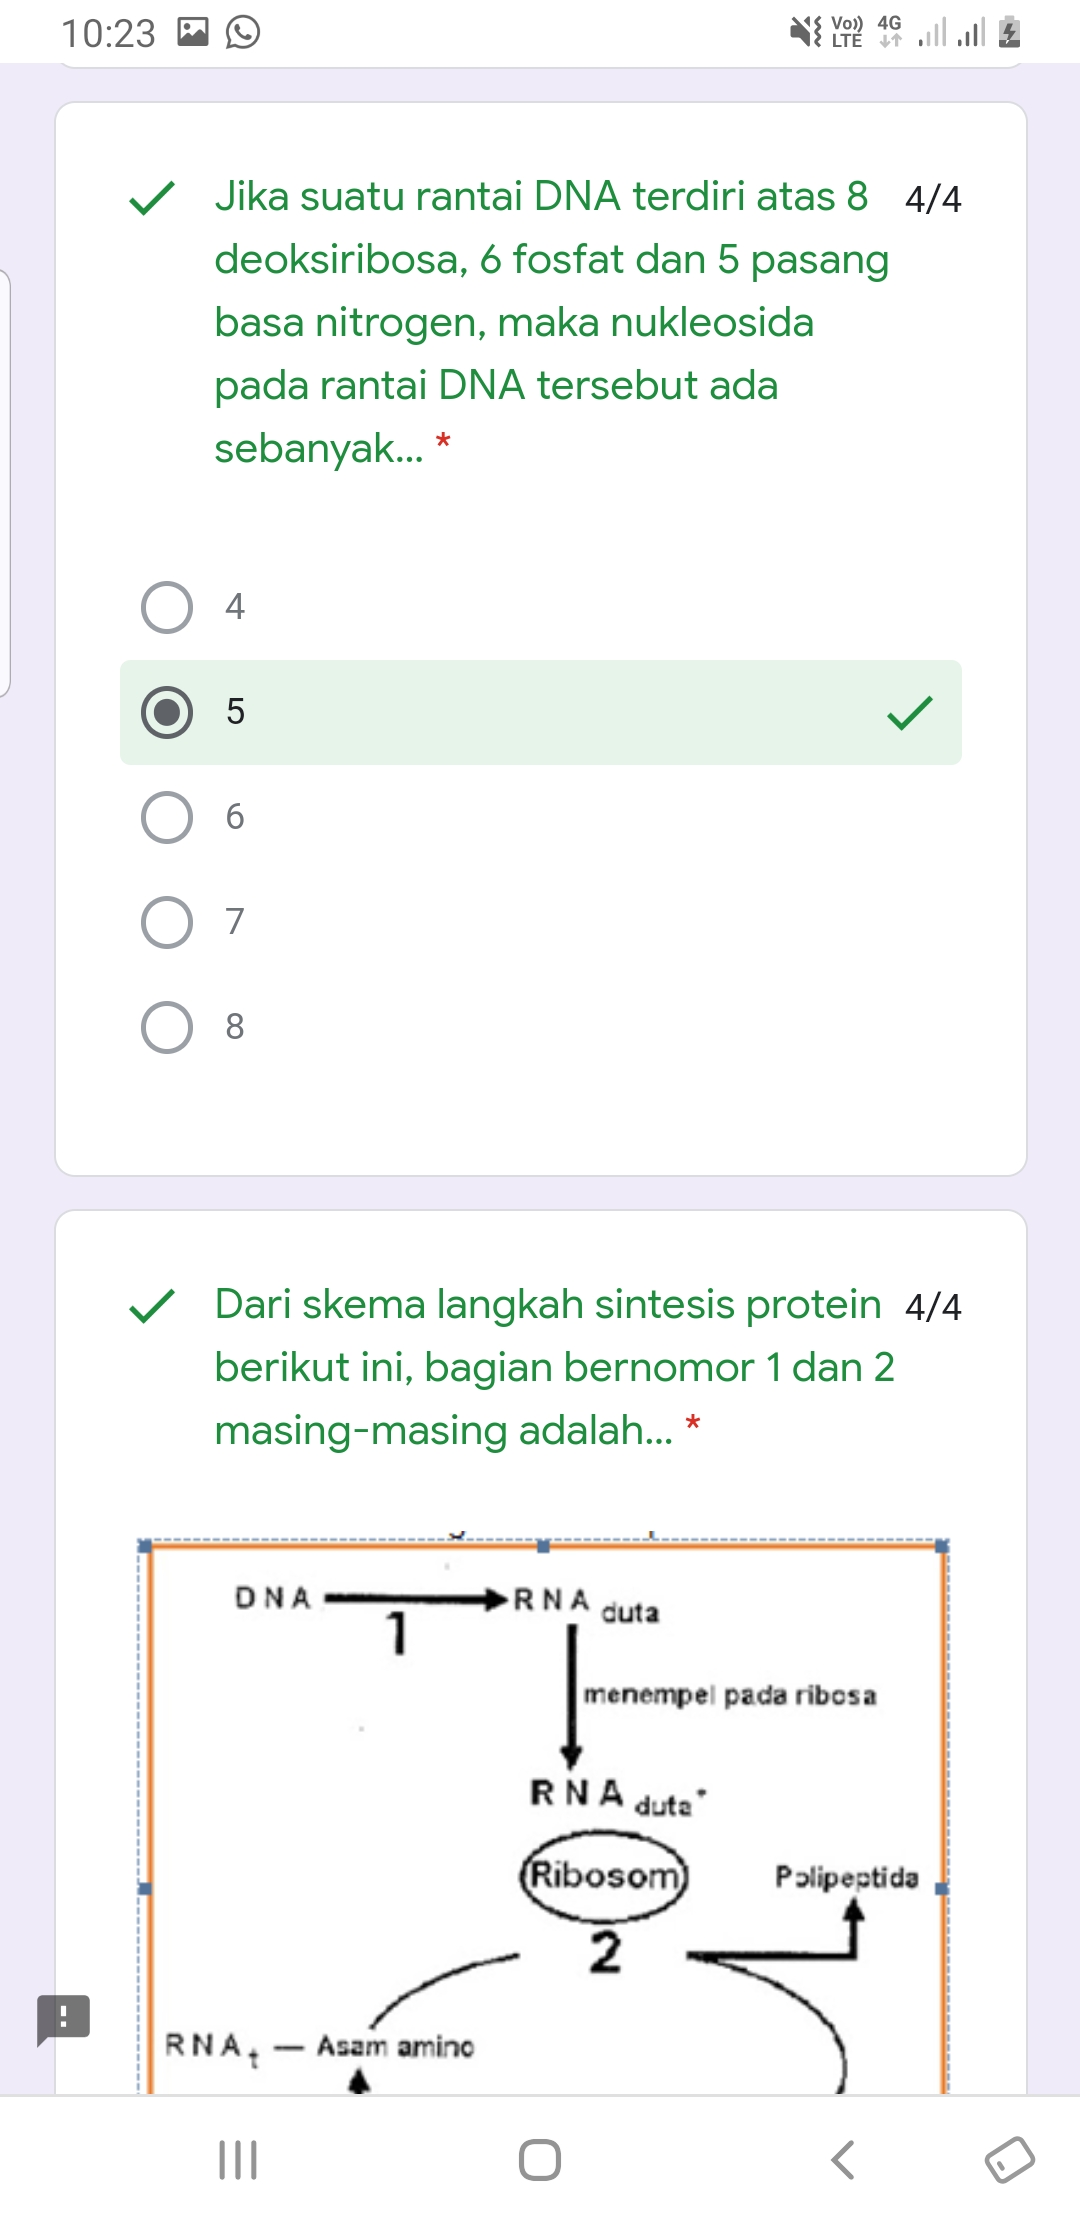 10:23
Vo)) LTE 4G
Jika suatu rantai DNA terdiri atas 8 4/4
deoksiribosa, 6 fosfat dan 5 pasang
basa nitrogen, maka nukleosida
pada rantai DNA tersebut ada
sebanyak... *
4
5
6
7
8
Dari skema langkah sintesis protein 4/4
berikut ini, bagian bernomor 1 dan 2
masing-masing adalah... *
DNA RNA duta
1
menempel pada ribosa
RNA duta
Ribosom Polipeptida
2
RNA t — Asam amino